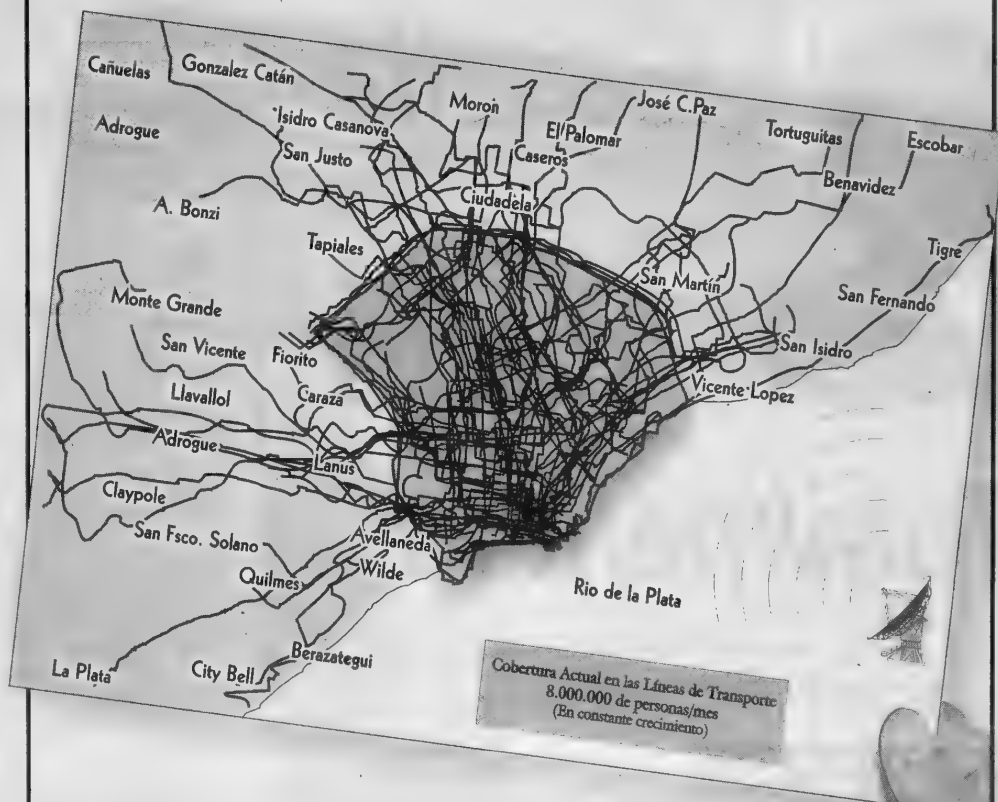 Cañuelas
Gonzalez Catán
Morón
José C.Paz
Adrogue
Isidro Casanova
El Palomar
Tortuguitas
Escobar
San Justo
Caseros
Benavidez
A. Bonzi
Ciudadela
Tapiales
Tigre
San Martín
San Fernando
Monte Grande
San Vicente
Fiorito
San Isidro
Llavallol
Caraza
Vicente Lopez
Adrogue
Lanus
Claypole
San Fsco. Solano
Avellaneda
Quilmes
Wilde
Rio de la Plata
Berazategui
La Plata
City Bell
Cobertura Actual en las Líneas de Transporte
8.000.000 de personas/mes
(En constante crecimiento)